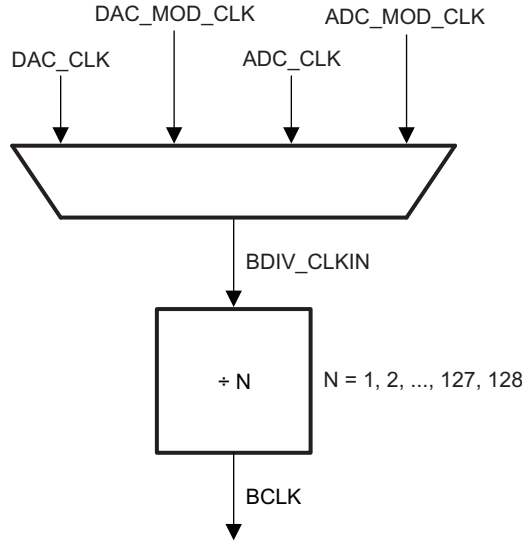 DAC_MOD_CLK
ADC_MOD_CLK
DAC_CLK
ADC_CLK
BDIV_CLKIN
÷ N
N = 1, 2, ..., 127, 128
BCLK